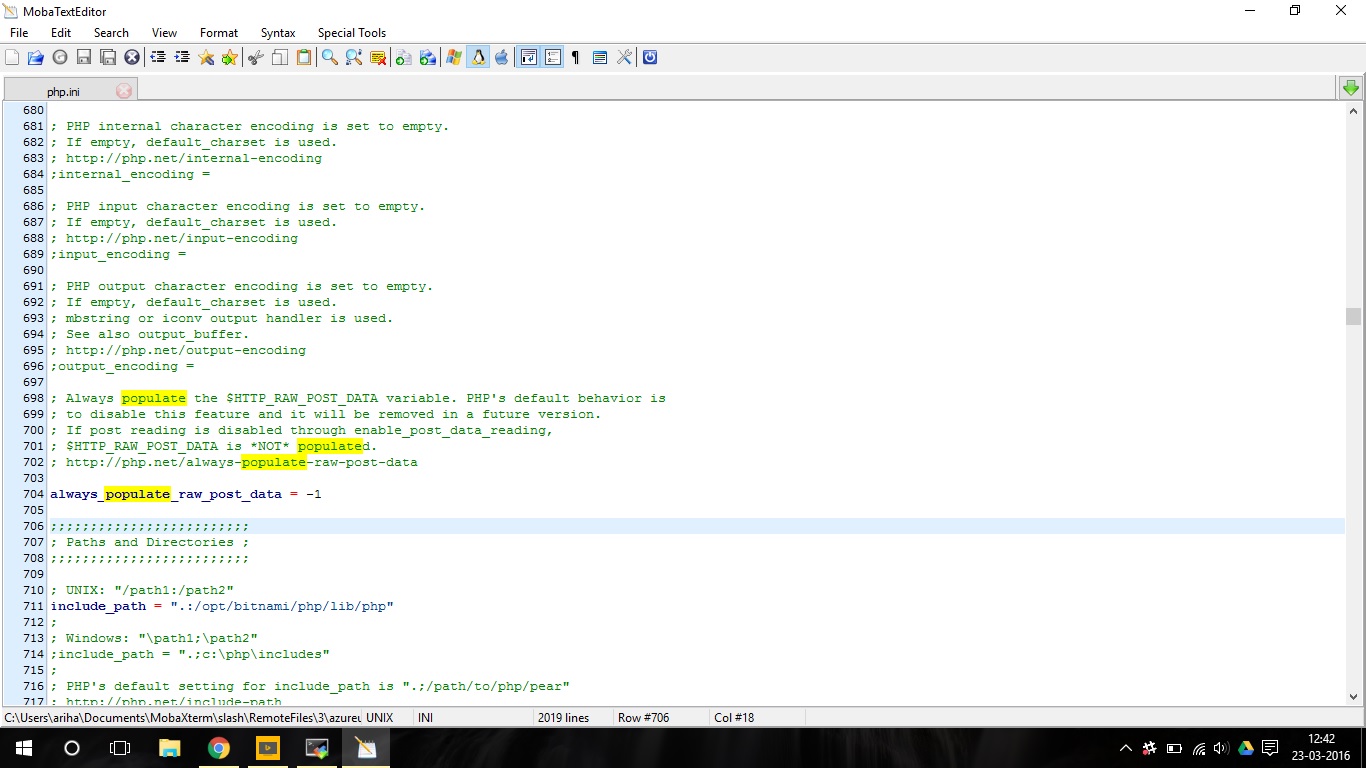 MobaTextEditor
File Edit Search View Format Syntax Special Tools
php.ini
680
681 ; PHP internal character encoding is set to empty.
682 ; If empty, default_charset is used.
683 ; http://php.net/internal-encoding
684 ;internal_encoding =
685
686 ; PHP input character encoding is set to empty.
687 ; If empty, default_charset is used.
688 ; http://php.net/input-encoding
689 ;input_encoding =
690
691 ; PHP output character encoding is set to empty.
692 ; If empty, default_charset is used.
693 ; mbstring or iconv output handler is used.
694 ; See also output_buffer.
695 ; http://php.net/output-encoding
696 ;output_encoding =
697
698 ; Always populate the $HTTP_RAW_POST_DATA variable. PHP's default behavior is
699 ; to disable this feature and it will be removed in a future version.
700 ; If post reading is disabled through enable_post_data_reading,
701 ; $HTTP_RAW_POST_DATA is *NOT* populated.
702 ; http://php.net/always-populate-raw-post-data
703
704 always_populate_raw_post_data = -1
705
706 ;;;;;;;;;;;;;;;;;;;;;;;;;
707 ; Paths and Directories ;
708 ;;;;;;;;;;;;;;;;;;;;;;;;;
709
710 ; UNIX: "/path1:/path2"
711 include_path = ".:/opt/bitnami/php/lib/php"
712 ;
713 ; Windows: "\path1;\path2"
714 ;include_path = ".;c:\php\includes"
715 ;
716 ; PHP's default setting for include_path is ".;/path/to/php/pear"
717 ; http://php.net/include-path
C:\Users\ariha\Documents\MobaXterm\slash\RemoteFiles\3\azureu UNIX INI 2019 lines Row #706 Col #18
12:42
23-03-2016